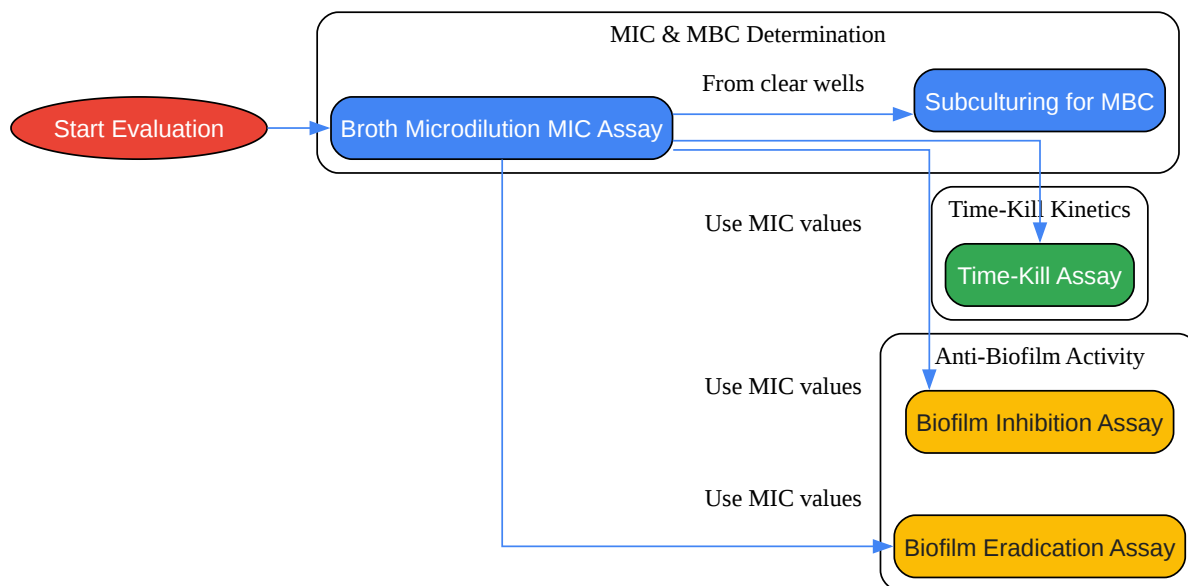 MIC & MBC Determination
From clear wells
Subculturing for MBC
Start Evaluation
Broth Microdilution MIC Assay
Time-Kill Kinetics
Use MIC values
Time-Kill Assay
Anti-Biofilm Activity
Use MIC values
Biofilm Inhibition Assay
Use MIC values
Biofilm Eradication Assay